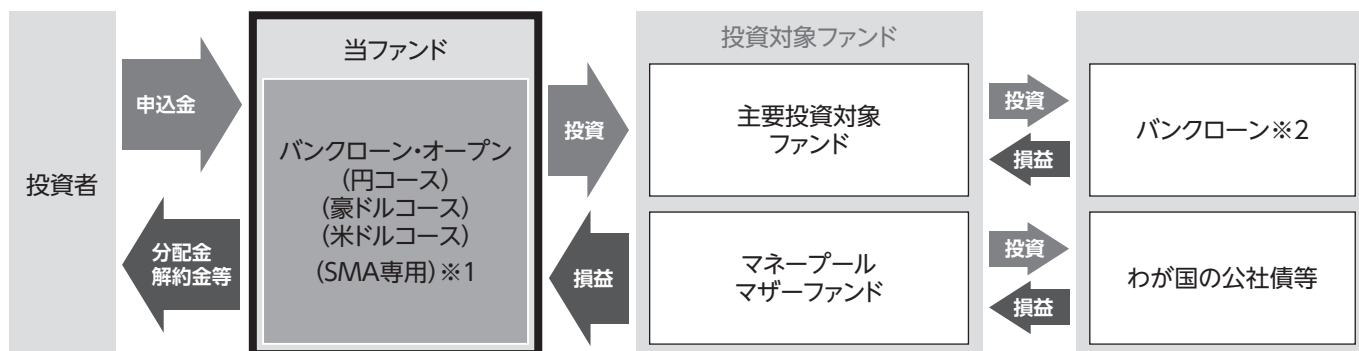 投資者
申込金
分配金
解約金等
当ファンド
バンクローン・オープン
(円コース)
(豪ドルコース)
(米ドルコース)
(SMA専用)※1
投資
損益
投資対象ファンド
主要投資対象
ファンド
マネープール
マザーファンド
投資
損益
投資
損益
バンクローン※2
わが国の公社債等